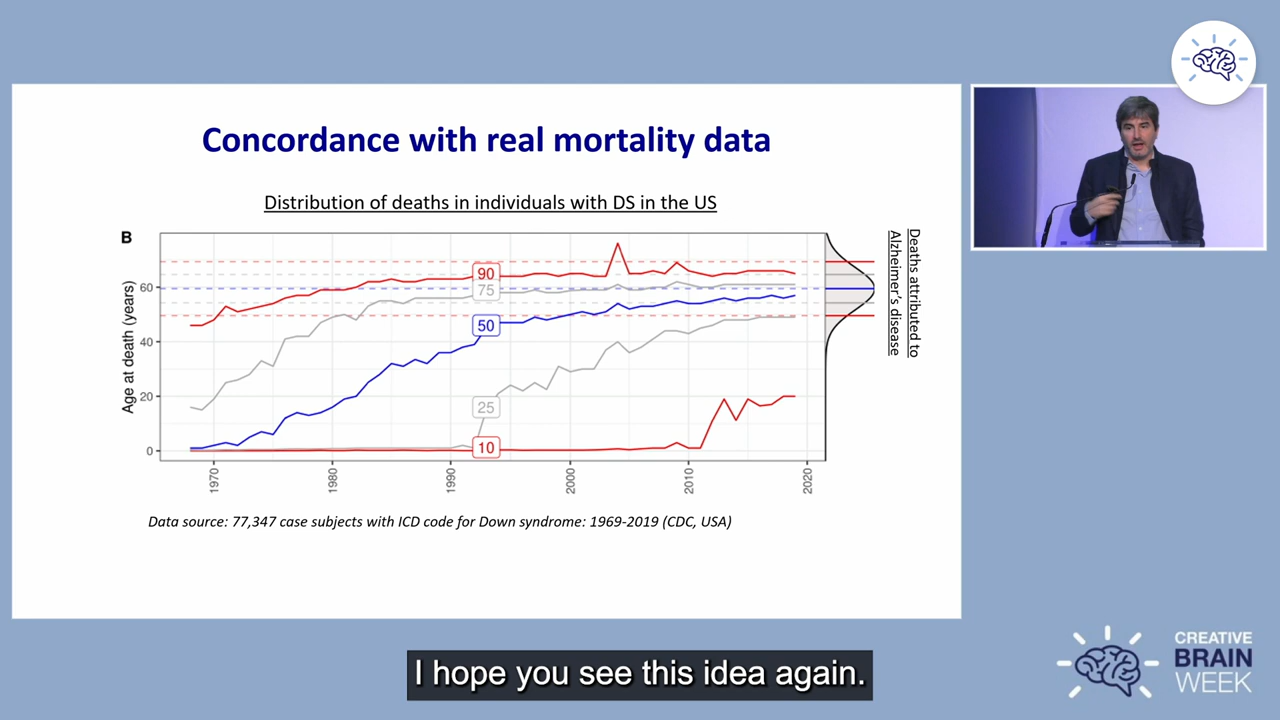 Concordance with real mortality data
Distribution of deaths in individuals with DS in the US
B
Age at death (years)
60
40
20
0
90
75
50
25
10
1970
1980
1990
2000
2010
2020
Deaths attributed to
Alzheimer's disease
Data source: 77,347 case subjects with ICD code for Down syndrome: 1969-2019 (CDC, USA)
CREATIVE
BRAIN
WEEK
I hope you see this idea again.